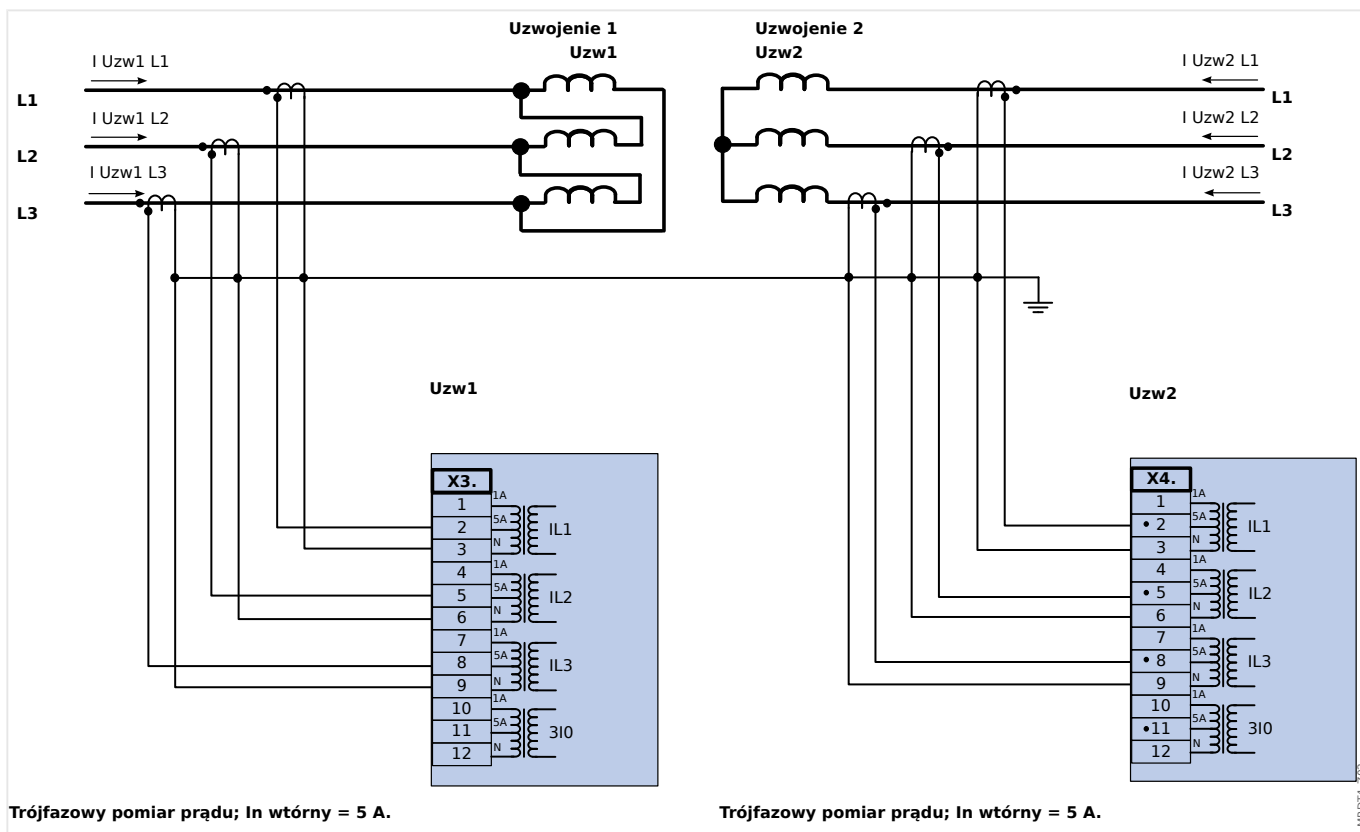 Uzwojenie 1
Uzw1
Uzwojenie 2
Uzw2
I Uzw1 L1
L1
I Uzw1 L2
L2
I Uzw1 L3
L3
I Uzw2 L1
L1
I Uzw2 L2
L2
I Uzw2 L3
L3
Uzw1
X3.
1 1A
2 5A IL1
3 N
4 1A
5 5A IL2
6 N
7 1A
8 5A IL3
9 N
10 1A
11 5A 3I0
12 N
Uzw2
X4.
1 1A
•2 5A IL1
3 N
4 1A
•5 5A IL2
6 N
7 1A
•8 5A IL3
9 N
10 1A
•11 5A 3I0
12 N
Trójfazowy pomiar prądu; In wtórny = 5 A.
Trójfazowy pomiar prądu; In wtórny = 5 A.